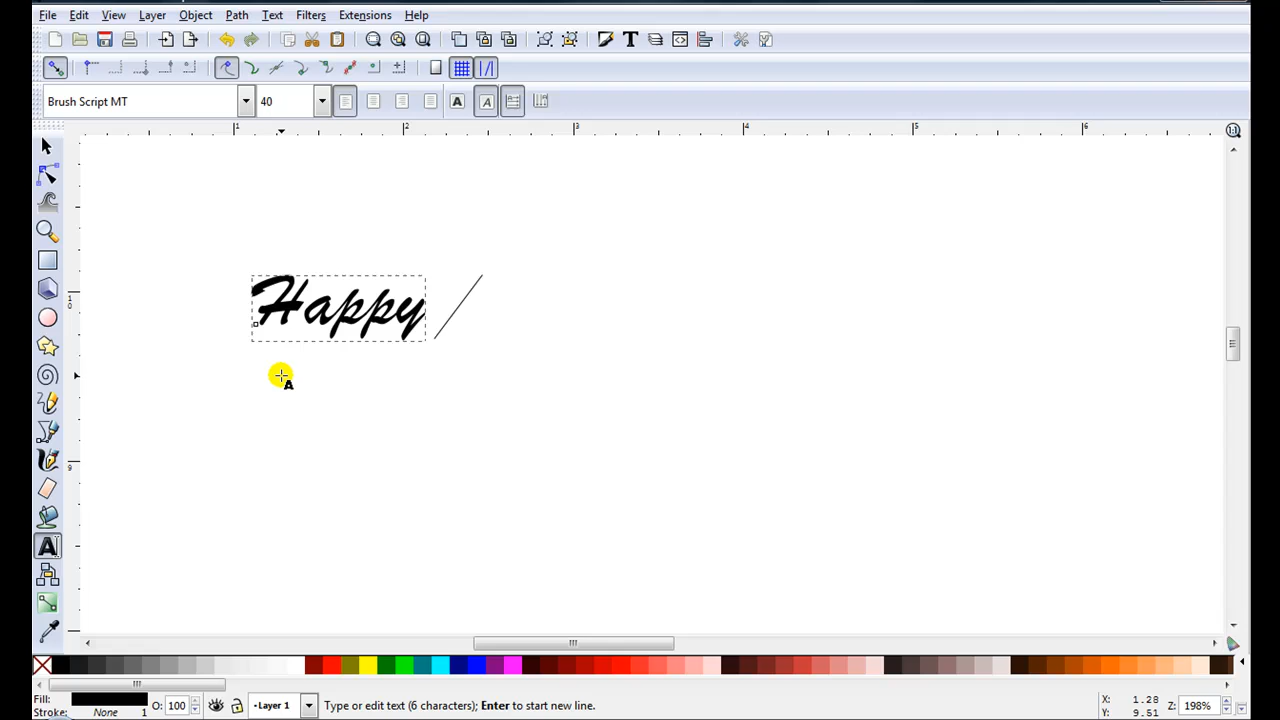 File Edit View Layer Object Path Text Filters Extensions Help
Brush Script MT 40
1 2 3 4 5 6
Happy
10
9
Fill: O: 100 Layer 1 Type or edit text (6 characters); Enter to start new line. X: 1.28 Z: 198%
Stroke: None 1 Y: 9.51